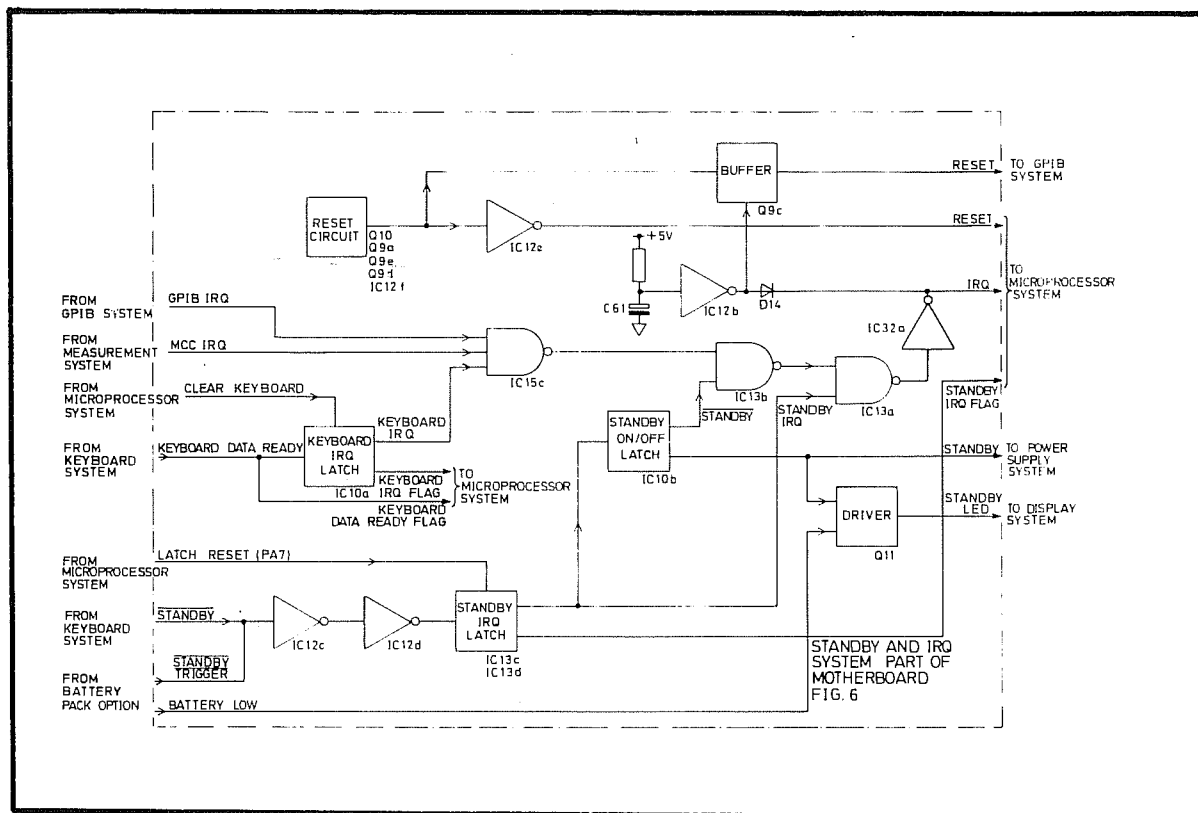 BUFFER
Q9c
RESET
TO GPIB
SYSTEM
RESET
CIRCUIT
Q10
Q9a
Q9e
IC12f
IC12e
RESET
+5V
C61
IC12b
D14
IRQ
TO
MICROPROCESSOR
SYSTEM
IC32a
FROM
GPIB SYSTEM
GPIB IRQ
FROM
MEASUREMENT
SYSTEM
MCC IRQ
IC15c
IC13b
IC13a
STANDBY
STANDBY
IRQ
STANDBY
IRQ FLAG
FROM
MICROPROCESSOR
SYSTEM
CLEAR KEYBOARD
FROM
KEYBOARD
SYSTEM
KEYBOARD DATA READY
KEYBOARD
IRQ
LATCH
IC10a
KEYBOARD
IRQ
KEYBOARD
IRQ FLAG
KEYBOARD
DATA READY FLAG
TO
MICROPROCESSOR
SYSTEM
STANDBY
ON/OFF
LATCH
IC10b
STANDBY
TO POWER
SUPPLY
SYSTEM
DRIVER
Q11
STANDBY
LED
TO DISPLAY
SYSTEM
FROM
MICROPROCESSOR
SYSTEM
LATCH RESET (PA7)
FROM
KEYBOARD
SYSTEM
STANDBY
IC12c
IC12d
STANDBY
IRQ
LATCH
IC13c
IC13d
STANDBY
TRIGGER
FROM
BATTERY
PACK OPTION
BATTERY LOW
STANDBY AND IRQ
SYSTEM PART OF
MOTHERBOARD
FIG. 6